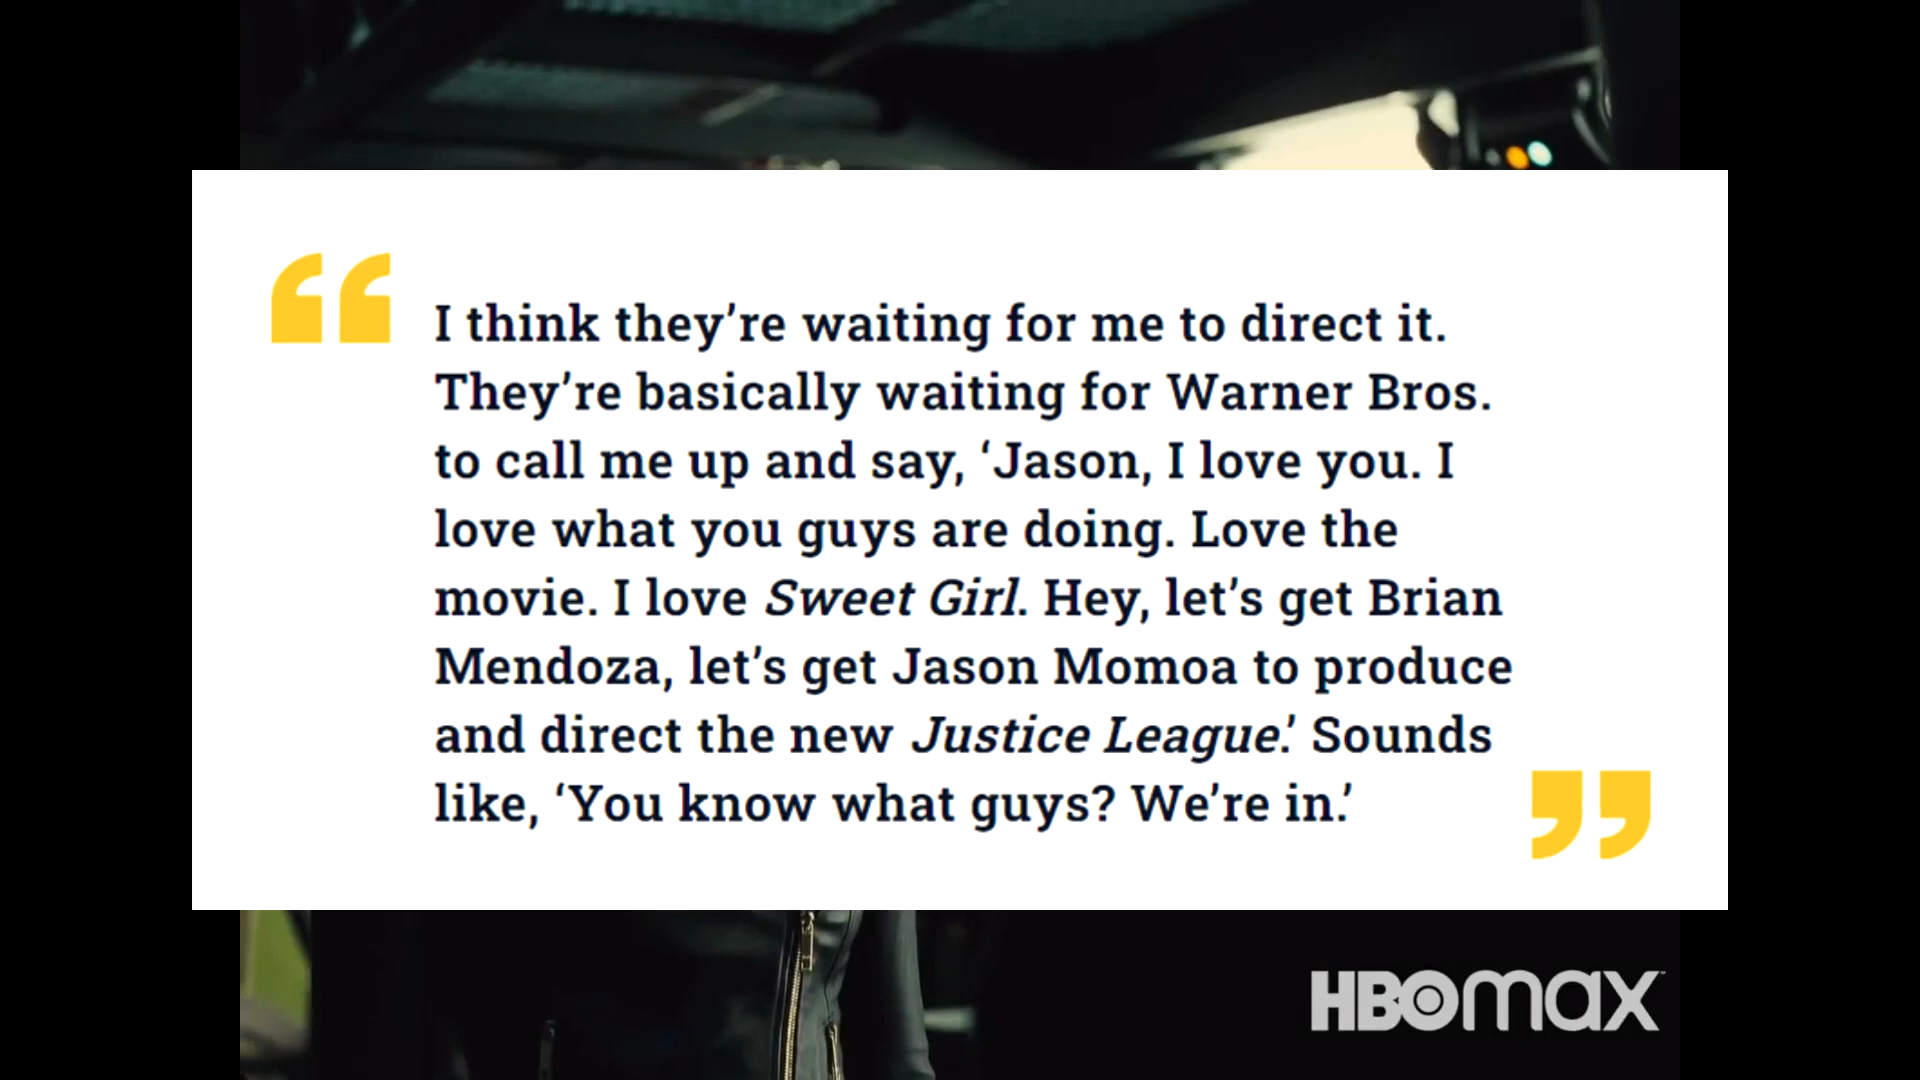 “
I think they’re waiting for me to direct it.
They’re basically waiting for Warner Bros.
to call me up and say, ‘Jason, I love you. I
love what you guys are doing. Love the
movie. I love Sweet Girl. Hey, let’s get Brian
Mendoza, let’s get Jason Momoa to produce
and direct the new Justice League.’ Sounds
like, ‘You know what guys? We’re in.’
”
HBOmax